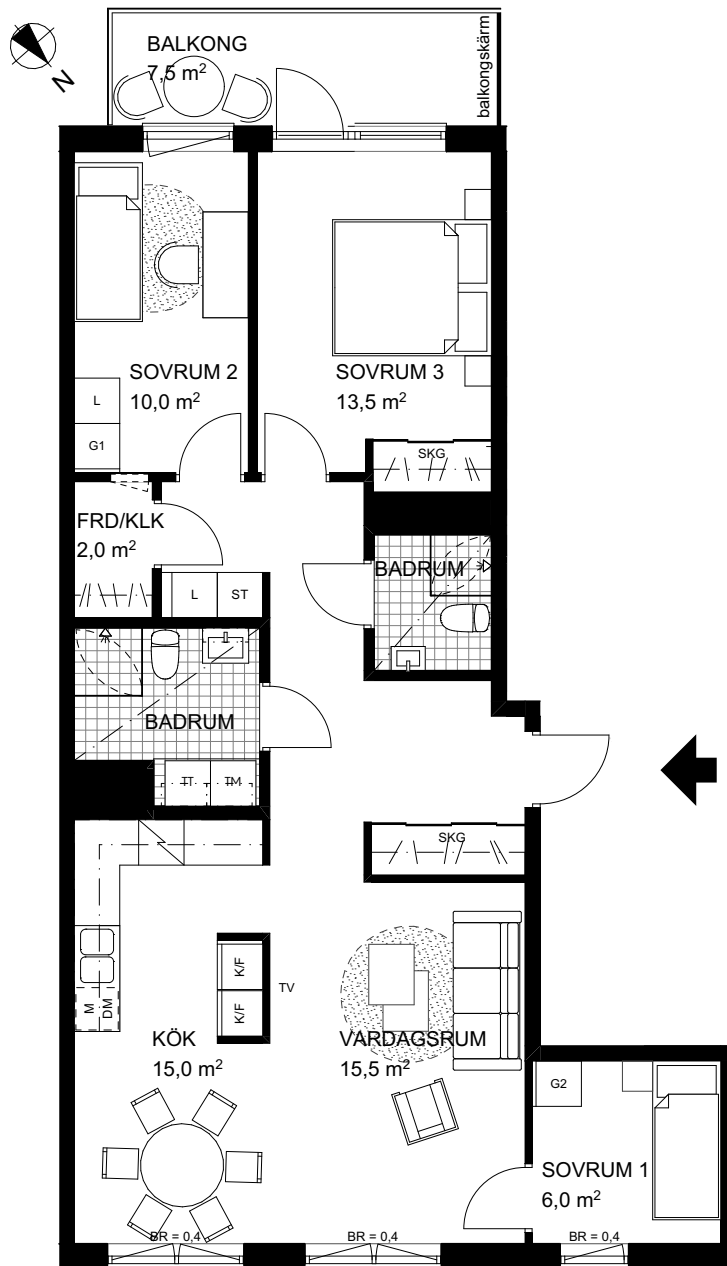 BALKONG
7,5 m²
balkongskärm
N
SOVRUM 2
10,0 m²
SOVRUM 3
13,5 m²
L
G1
SKG
FRD/KLK
2,0 m²
BADRUM
L
ST
BADRUM
TT
TM
SKG
K/F
K/F
TV
M
DM
KÖK
15,0 m²
VARDAGSRUM
15,5 m²
G2
SOVRUM 1
6,0 m²
BR = 0,4
BR = 0,4
BR = 0,4